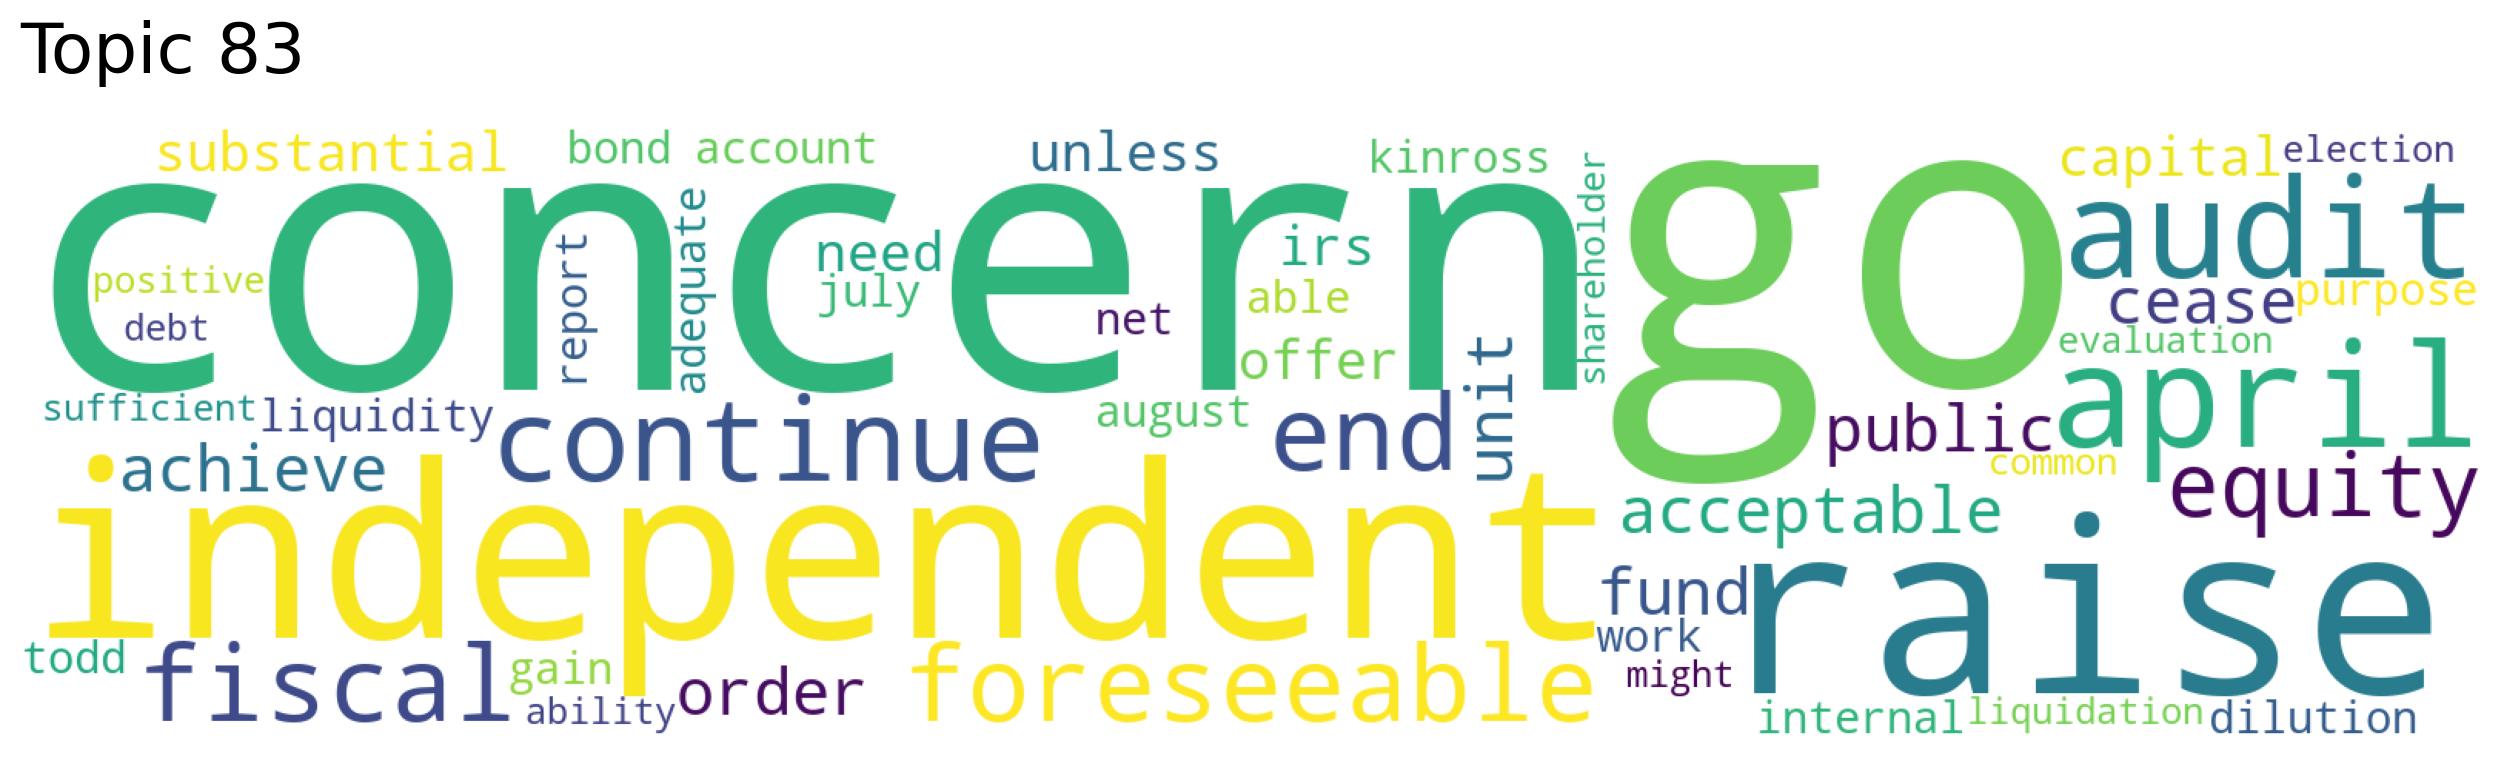 Topic 83
substantial bond account unless kinross capital election
concern go audit
positive debt report adequate need july net irs able offer shareholder
cease purpose
evaluation
april
sufficient liquidity continue august end unit public common
achieve acceptable equity
independent raise
fund
work
might
todd fiscal gain ability order foreseeable
internal liquidation dilution